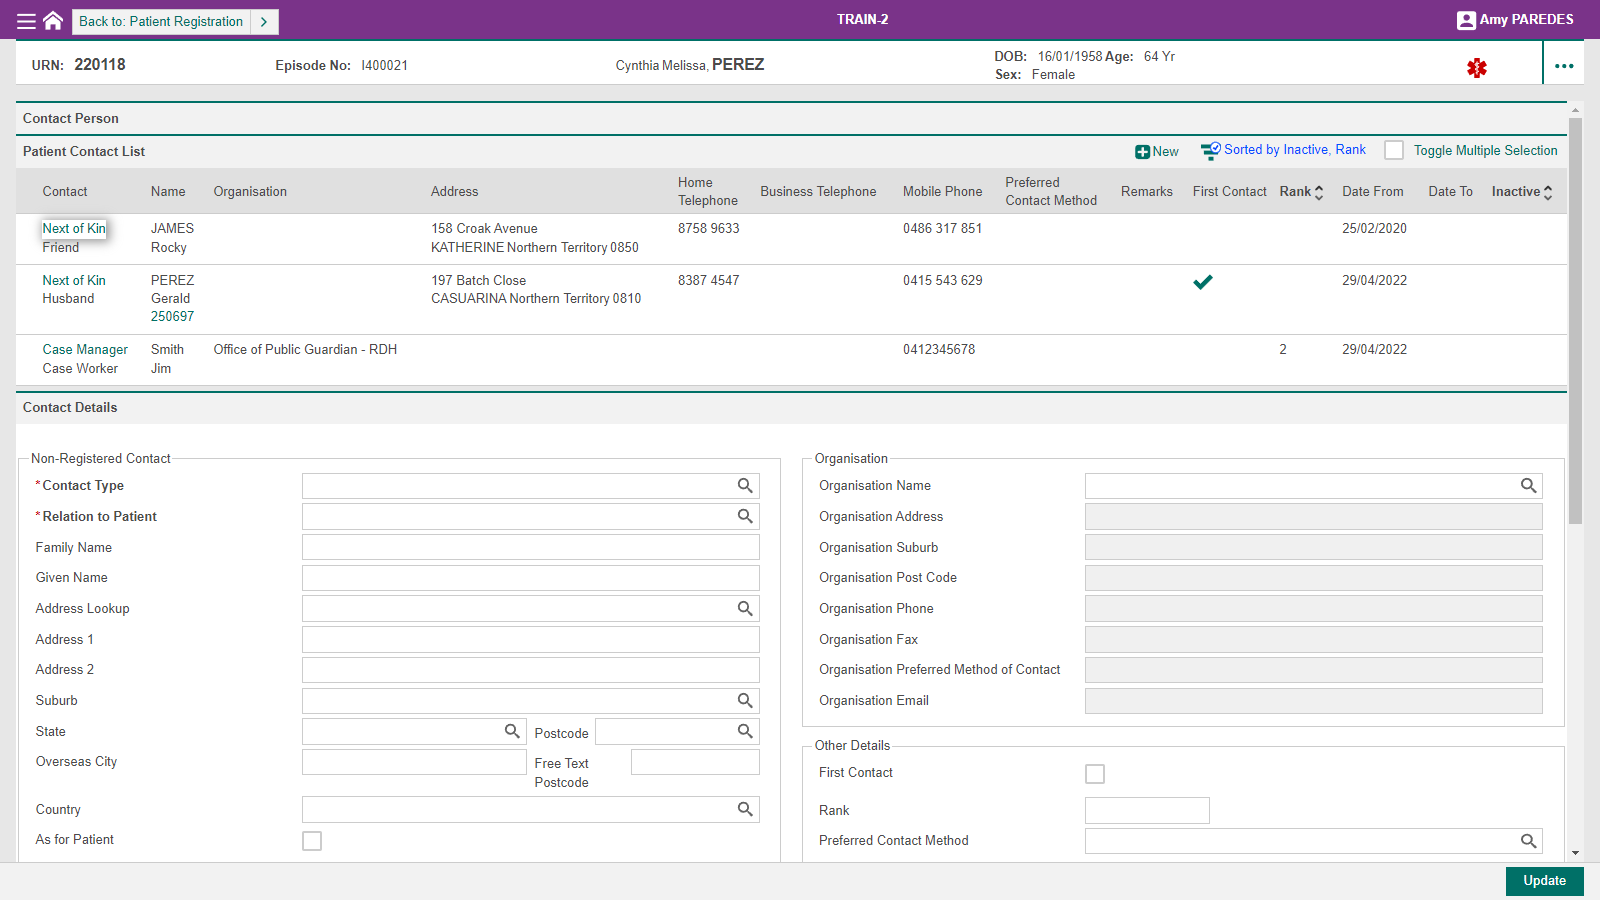 Back to: Patient Registration
TRAIN-2
Amy PAREDES
URN: 220118
Episode No: I400021
Cynthia Melissa, PEREZ
DOB: 16/01/1958 Age: 64 Yr
Sex: Female
Contact Person
Patient Contact List
New
Sorted by Inactive, Rank
Toggle Multiple Selection
Contact Name Organisation Address Home Telephone Business Telephone Mobile Phone Preferred Contact Method Remarks First Contact Rank Date From Date To Inactive
Next of Kin JAMES 158 Croak Avenue 8758 9633 0486 317 851 25/02/2020
Friend Rocky KATHERINE Northern Territory 0850
Next of Kin PEREZ 197 Batch Close 8387 4547 0415 543 629 29/04/2022
Husband Gerald CASUARINA Northern Territory 0810
250697
Case Manager Smith Office of Public Guardian - RDH 0412345678 2 29/04/2022
Case Worker Jim
Contact Details
Non-Registered Contact
*Contact Type
*Relation to Patient
Family Name
Given Name
Address Lookup
Address 1
Address 2
Suburb
State Postcode
Overseas City Free Text Postcode
Country
As for Patient
Organisation
Organisation Name
Organisation Address
Organisation Suburb
Organisation Post Code
Organisation Phone
Organisation Fax
Organisation Preferred Method of Contact
Organisation Email
Other Details
First Contact
Rank
Preferred Contact Method
Update